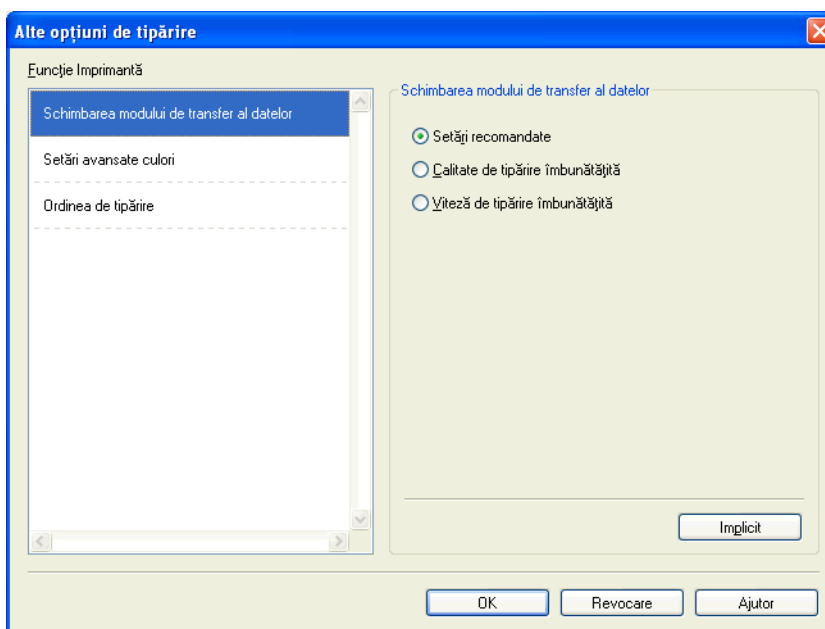 Alte opțiuni de tipărire
Funcție Imprimantă
Schimbarea modului de transfer al datelor
Setări avansate culori
Ordinea de tipărire
Schimbarea modului de transfer al datelor
Setări recomandate
Calitate de tipărire îmbunătățită
Viteză de tipărire îmbunătățită
Implicit
OK
Revocare
Ajutor